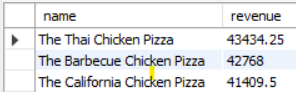 name revenue
The Thai Chicken Pizza 43434.25
The Barbecue Chicken Pizza 42768
The California Chicken Pizza 41409.5